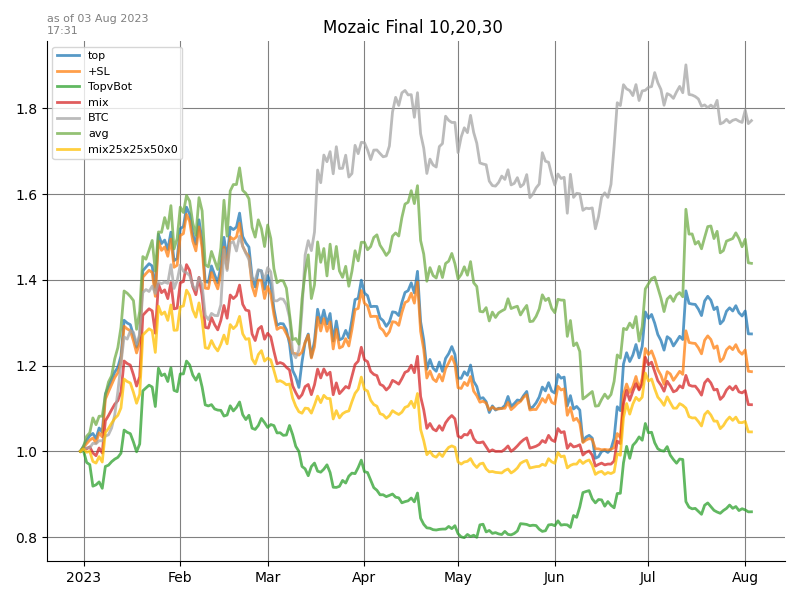 as of 03 Aug 2023
17:31
Mozaic Final 10,20,30
top
+SL
TopvBot
mix
BTC
avg
mix25x25x50x0
1.8
1.6
1.4
1.2
1.0
0.8
2023 Feb Mar Apr May Jun Jul Aug